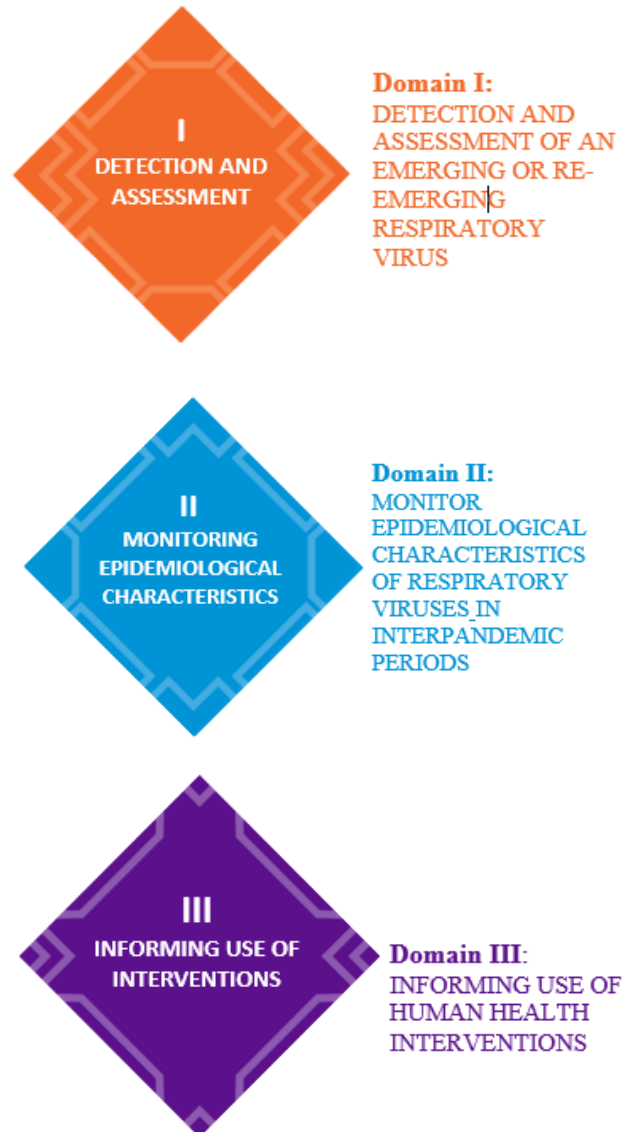 I
DETECTION AND
ASSESSMENT
Domain I:
DETECTION AND
ASSESSMENT OF AN
EMERGING OR RE-
EMERGING
RESPIRATORY
VIRUS
II
MONITORING
EPIDEMIOLOGICAL
CHARACTERISTICS
Domain II:
MONITOR
EPIDEMIOLOGICAL
CHARACTERISTICS
OF RESPIRATORY
VIRUSES IN
INTERPANDEMIC
PERIODS
III
INFORMING USE OF
INTERVENTIONS
Domain III:
INFORMING USE OF
HUMAN HEALTH
INTERVENTIONS